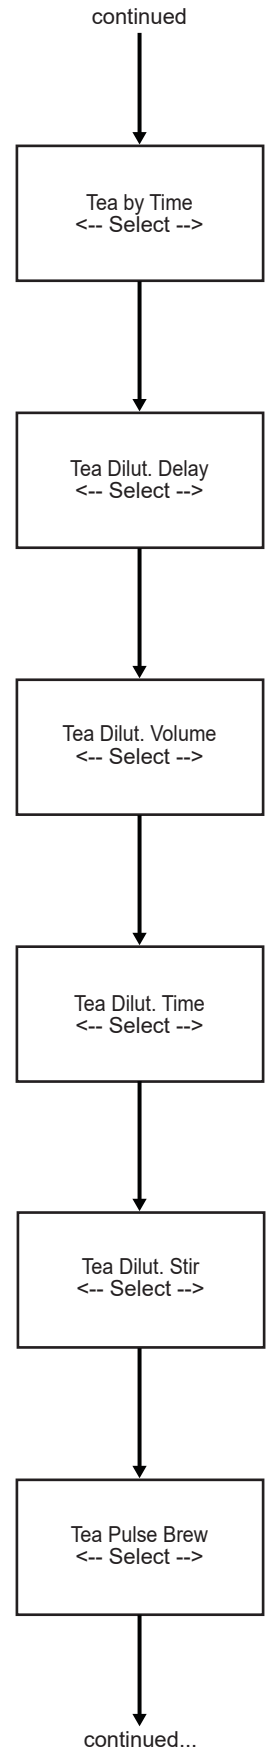 continued
Tea by Time
<-- Select -->
Tea Dilut. Delay
<-- Select -->
Tea Dilut. Volume
<-- Select -->
Tea Dilut. Time
<-- Select -->
Tea Dilut. Stir
<-- Select -->
Tea Pulse Brew
<-- Select -->
continued...